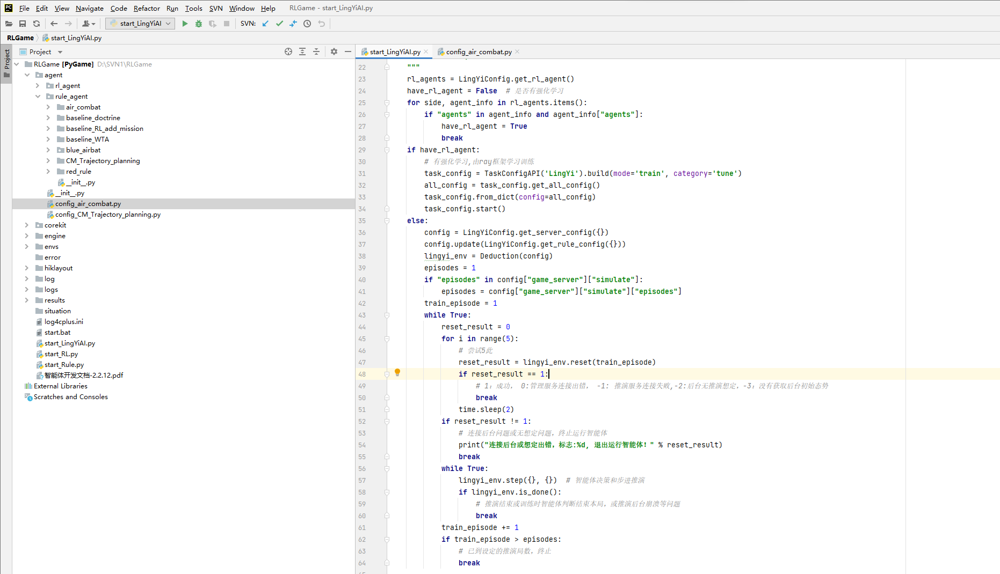 File Edit View Navigate Code Refactor Run Tools SVN Window Help RLGame - start_LingYiAI.py
start_LingYiAI SVN:
RLGame start_LingYiAI.py
Project
Project
RLGame [PyGame] D:\SVN1\RLGame
agent
rl_agent
rule_agent
air_combat
baseline_doctrine
baseline_RL_add_mission
baseline_WTA
blue_airbat
CM_Trajectory_planning
red_rule
__init__.py
__init__.py
config_air_combat.py
config_CM_Trajectory_planning.py
corekit
engine
envs
error
hiklayout
log
logs
results
situation
log4cplus.ini
start.bat
start_LingYiAI.py
start_RL.py
start_Rule.py
智能体开发文档-2.2.12.pdf
External Libraries
Scratches and Consoles
start_LingYiAI.py config_air_combat.py
22 """
23 rl_agents = LingYiConfig.get_rl_agent()
24 have_rl_agent = False # 是否有强化学习
25 for side, agent_info in rl_agents.items():
26 if "agents" in agent_info and agent_info["agents"]:
27 have_rl_agent = True
28 break
29 if have_rl_agent:
30 # 有强化学习,由ray框架学习训练
31 task_config = TaskConfigAPI('LingYi').build(mode='train', category='tune')
32 all_config = task_config.get_all_config()
33 task_config.from_dict(config=all_config)
34 task_config.start()
35 else:
36 config = LingYiConfig.get_server_config({})
37 config.update(LingYiConfig.get_rule_config({}))
38 lingyi_env = Deduction(config)
39 episodes = 1
40 if "episodes" in config["game_server"]["simulate"]:
41 episodes = config["game_server"]["simulate"]["episodes"]
42 train_episode = 1
43 while True:
44 reset_result = 0
45 for i in range(5):
46 # 尝试5此
47 reset_result = lingyi_env.reset(train_episode)
48 if reset_result == 1:
49 # 1：成功， 0:管理服务连接出错， -1: 推演服务连接失败,-2:后台无推演想定，-3：没有获取后台初始态势
50 break
51 time.sleep(2)
52 if reset_result != 1:
53 # 连接后台问题或无想定问题，终止运行智能体
54 print("连接后台或想定出错，标志:%d, 退出运行智能体！" % reset_result)
55 break
56 while True:
57 lingyi_env.step({}, {}) # 智能体决策和步进推演
58 if lingyi_env.is_done():
59 # 推演结束或训练时智能体判断结束本局，或推演后台崩溃等问题
60 break
61 train_episode += 1
62 if train_episode > episodes:
63 # 已到设定的推演局数，终止
64 break